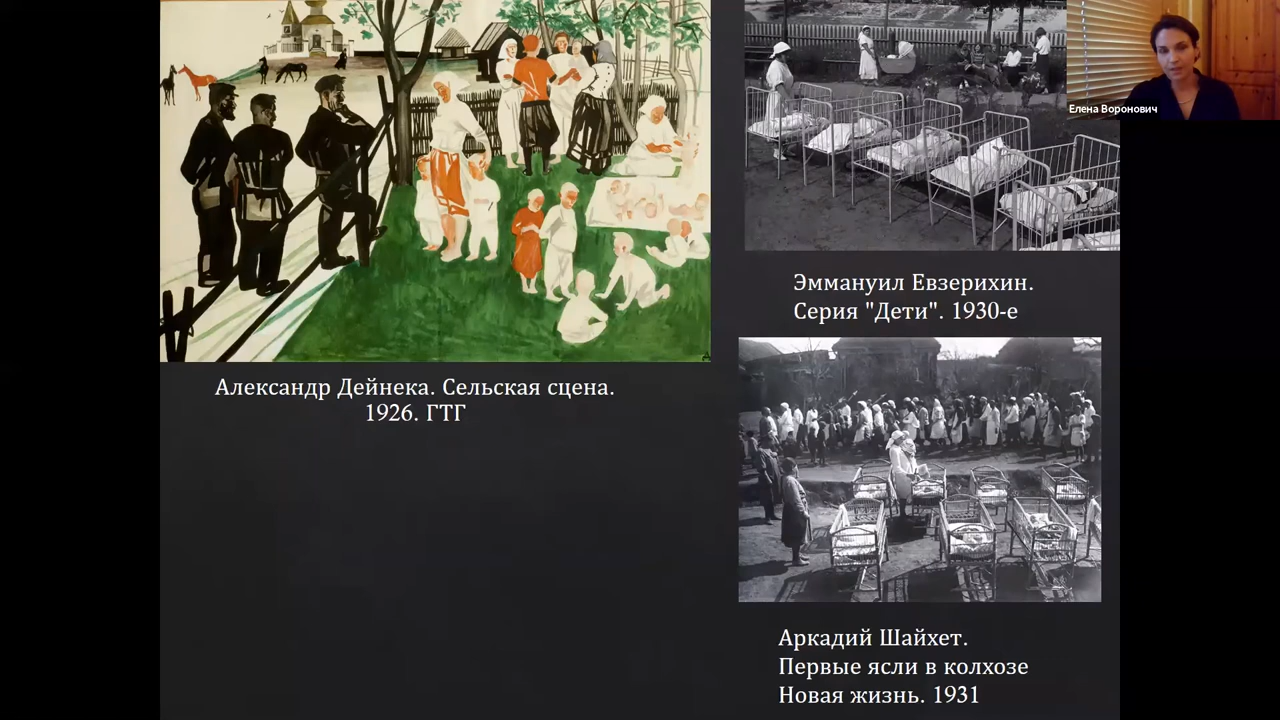 Елена Воронович
Эммануил Евзерихин.
Серия "Дети". 1930-е
Александр Дейнека. Сельская сцена.
1926. ГТГ
Аркадий Шайхет.
Первые ясли в колхозе
Новая жизнь. 1931